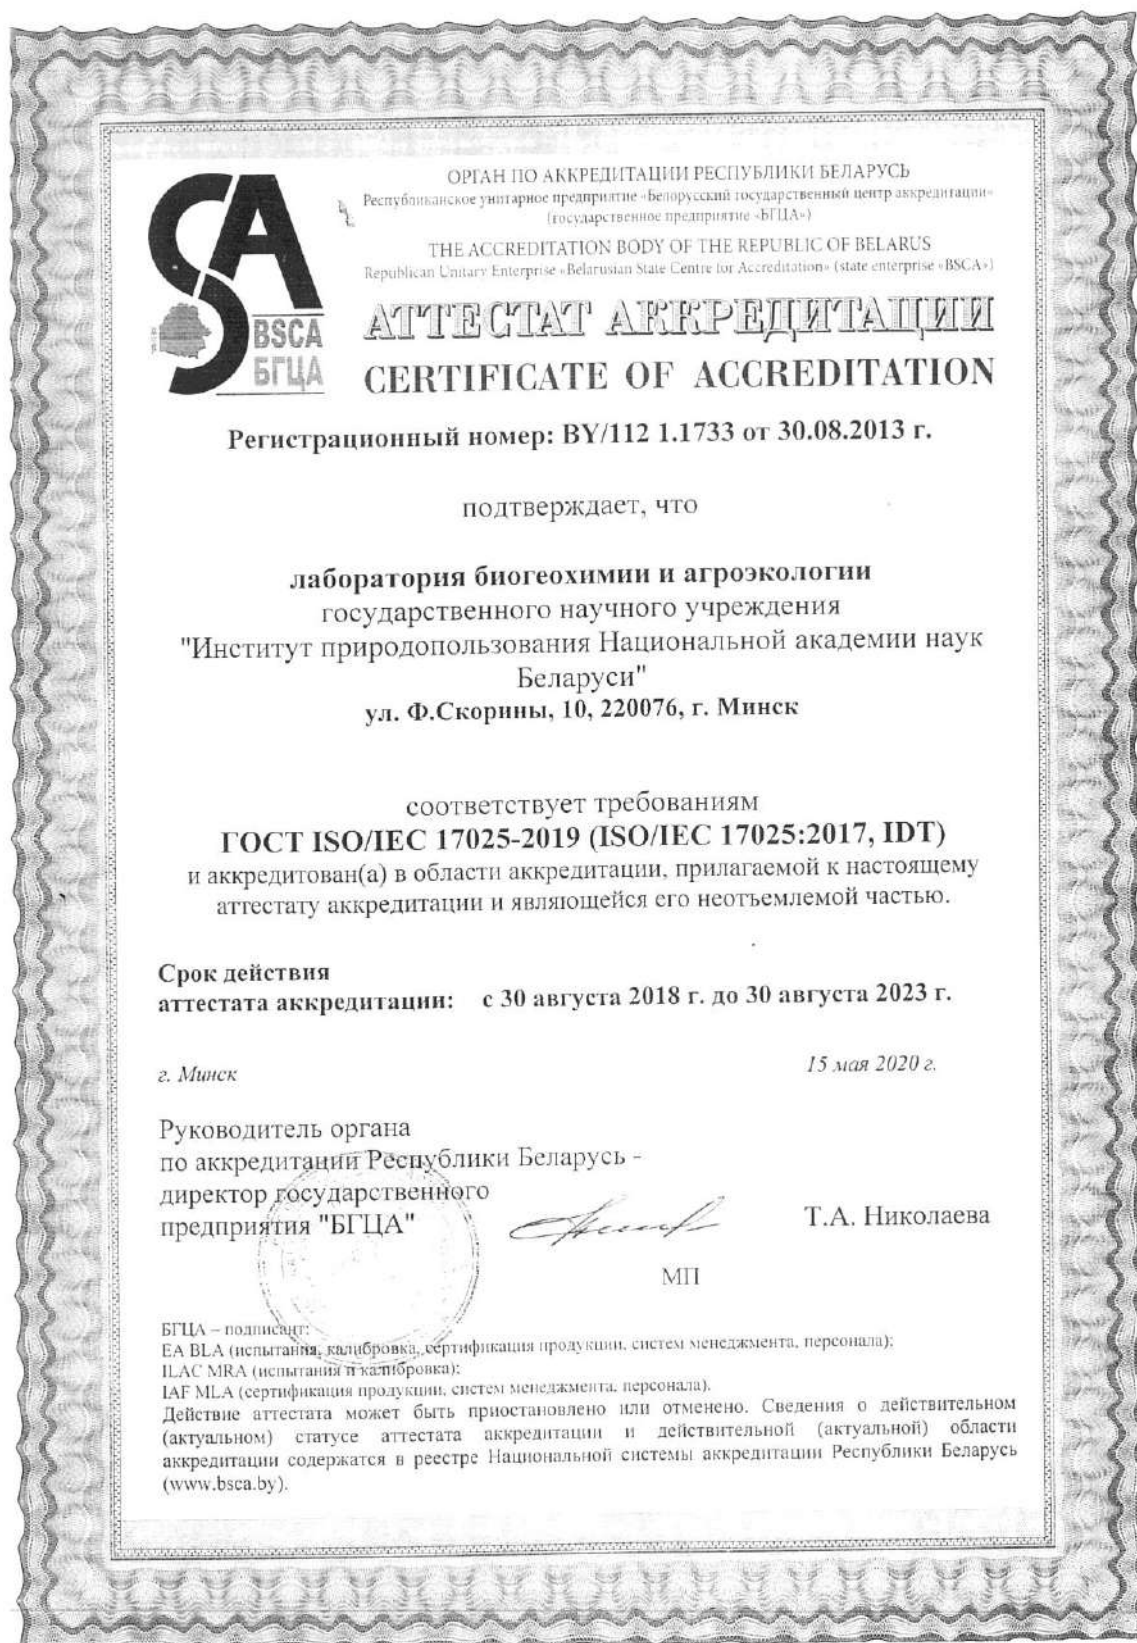 ОРГАН ПО АККРЕДИТАЦИИ РЕСПУБЛИКИ БЕЛАРУСЬ
Республиканское унитарное предприятие «Белорусский государственный центр аккредитации»
(государственное предприятие «БГЦА»)
THE ACCREDITATION BODY OF THE REPUBLIC OF BELARUS
Republican Unitary Enterprise «Belarusian State Centre for Accreditation» (state enterprise «BSCA»)
BSCA
БГЦА
АТТЕСТАТ АККРЕДИТАЦИИ
CERTIFICATE OF ACCREDITATION
Регистрационный номер: BY/112 1.1733 от 30.08.2013 г.
подтверждает, что
лаборатория биогеохимии и агроэкологии
государственного научного учреждения
"Институт природопользования Национальной академии наук
Беларуси"
ул. Ф.Скорины, 10, 220076, г. Минск
соответствует требованиям
ГОСТ ISO/IEC 17025-2019 (ISO/IEC 17025:2017, IDT)
и аккредитован(а) в области аккредитации, прилагаемой к настоящему
аттестату аккредитации и являющейся его неотъемлемой частью.
Срок действия
аттестата аккредитации: с 30 августа 2018 г. до 30 августа 2023 г.
г. Минск 15 мая 2020 г.
Руководитель органа
по аккредитации Республики Беларусь -
директор государственного
предприятия "БГЦА" Т.А. Николаева
МП
БГЦА – подписант:
EA BLA (испытания, калибровка, сертификация продукции, систем менеджмента, персонала);
ILAC MRA (испытания и калибровка);
IAF MLA (сертификация продукции, систем менеджмента, персонала).
Действие аттестата может быть приостановлено или отменено. Сведения о действительном
(актуальном) статусе аттестата аккредитации и действительной (актуальной) области
аккредитации содержатся в реестре Национальной системы аккредитации Республики Беларусь
(www.bsca.by).